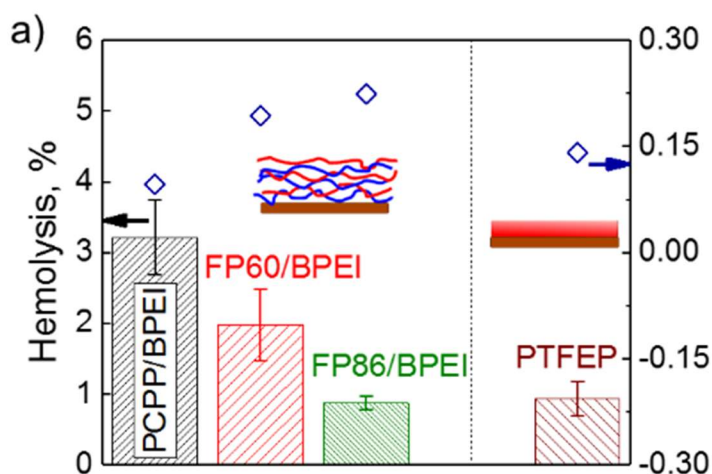 a)
6
5
4
3
2
1
0
Hemolysis, %
0.30
0.15
0.00
-0.15
-0.30
PCPP/BPEI
FP60/BPEI
FP86/BPEI
PTFEP